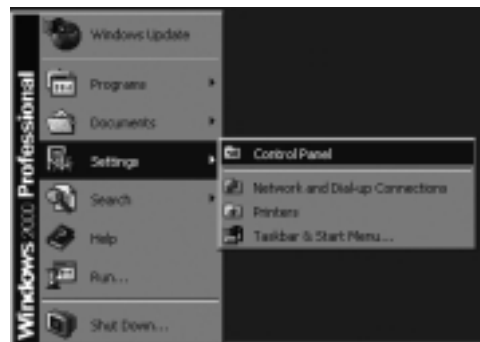 Windows 2000 Professional
Windows Update
Programs
Documents
Settings
Search
Help
Run...
Shut Down...
Control Panel
Network and Dial-up Connections
Printers
Taskbar & Start Menu...